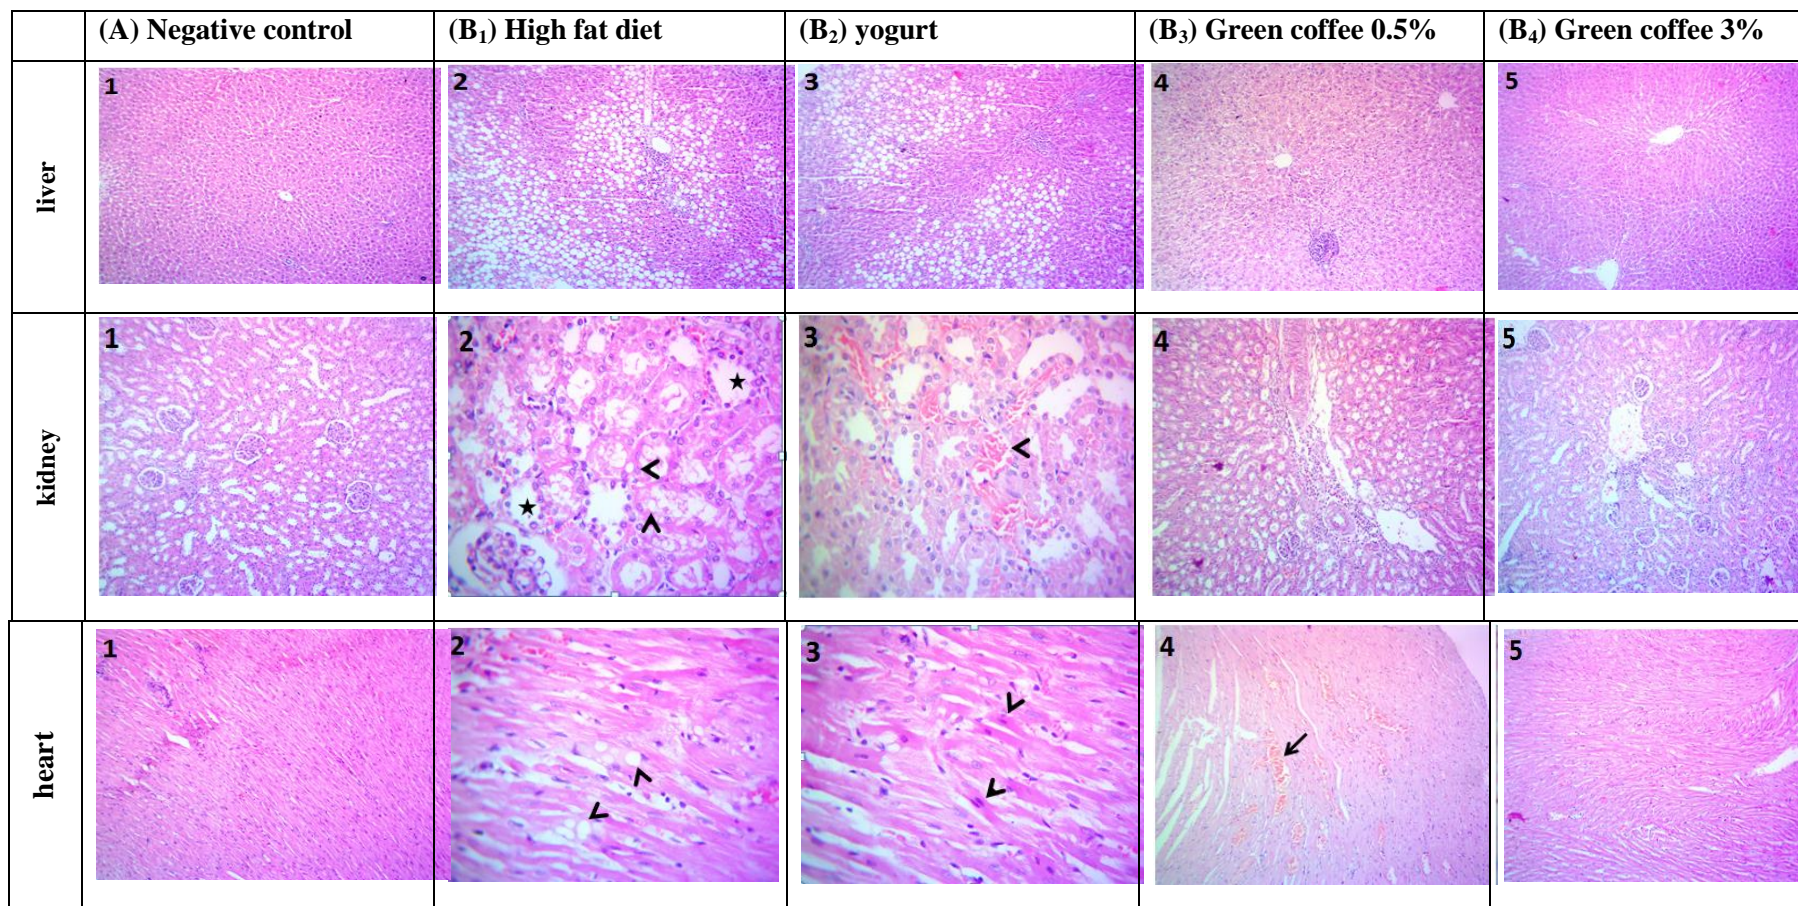 (A) Negative control
(B₁) High fat diet
(B₂) yogurt
(B₃) Green coffee 0.5%
(B₄) Green coffee 3%
liver
1
2
3
4
5
kidney
1
2
3
4
5
heart
1
2
3
4
5